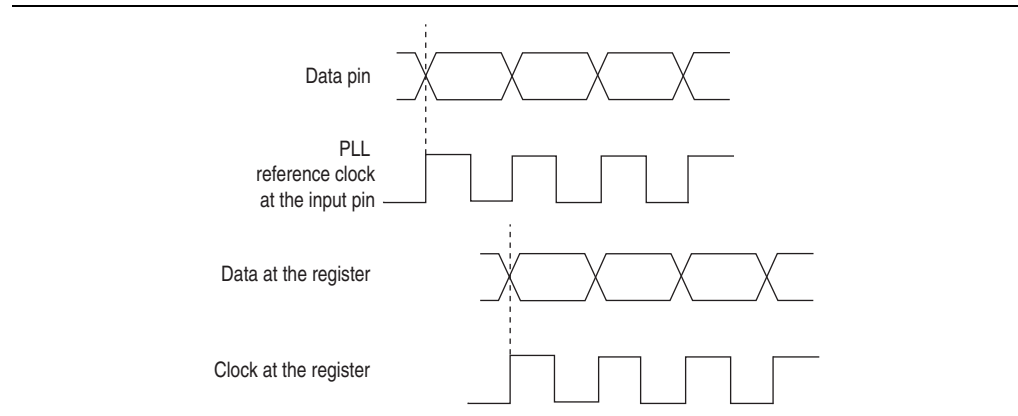 Data pin
PLL
reference clock
at the input pin
Data at the register
Clock at the register